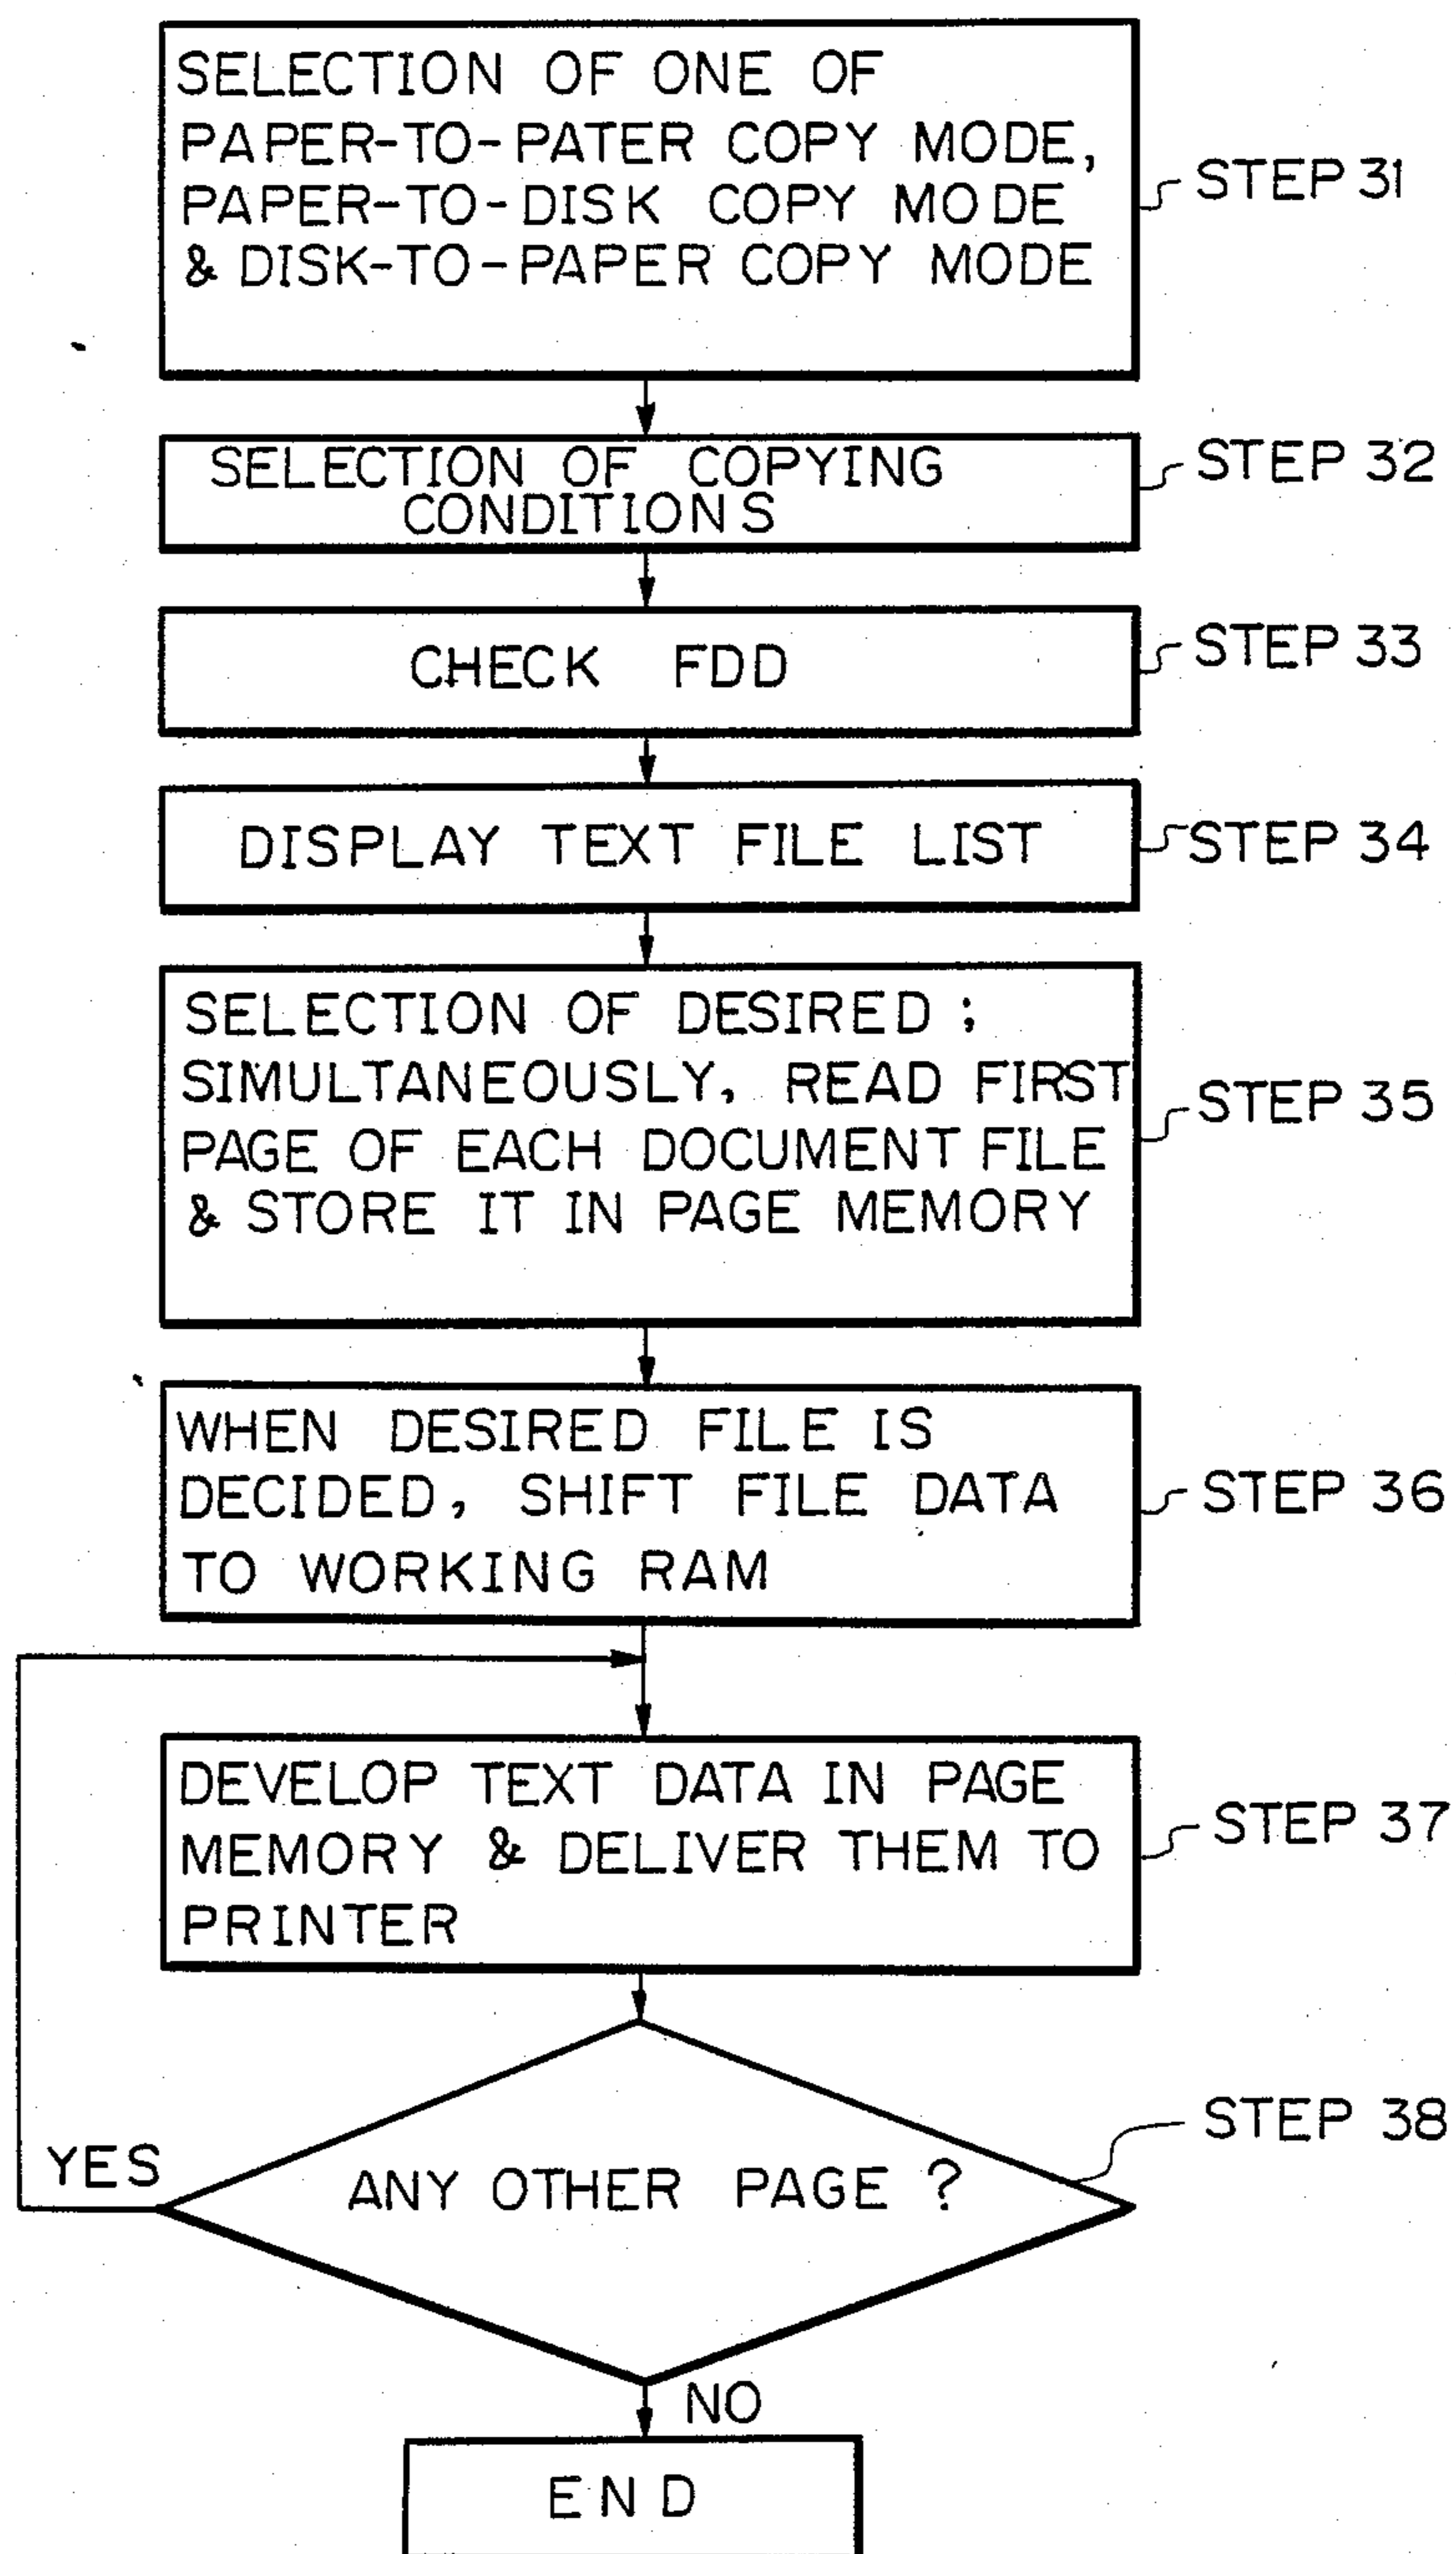 SELECTION OF ONE OF
PAPER-TO-PATER COPY MODE,
PAPER-TO-DISK COPY MODE
& DISK-TO-PAPER COPY MODE
STEP 31
SELECTION OF COPYING
CONDITIONS
STEP 32
CHECK FDD
STEP 33
DISPLAY TEXT FILE LIST
STEP 34
SELECTION OF DESIRED ;
SIMULTANEOUSLY, READ FIRST
PAGE OF EACH DOCUMENT FILE
& STORE IT IN PAGE MEMORY
STEP 35
WHEN DESIRED FILE IS
DECIDED, SHIFT FILE DATA
TO WORKING RAM
STEP 36
DEVELOP TEXT DATA IN PAGE
MEMORY & DELIVER THEM TO
PRINTER
STEP 37
ANY OTHER PAGE ?
STEP 38
YES
NO
END